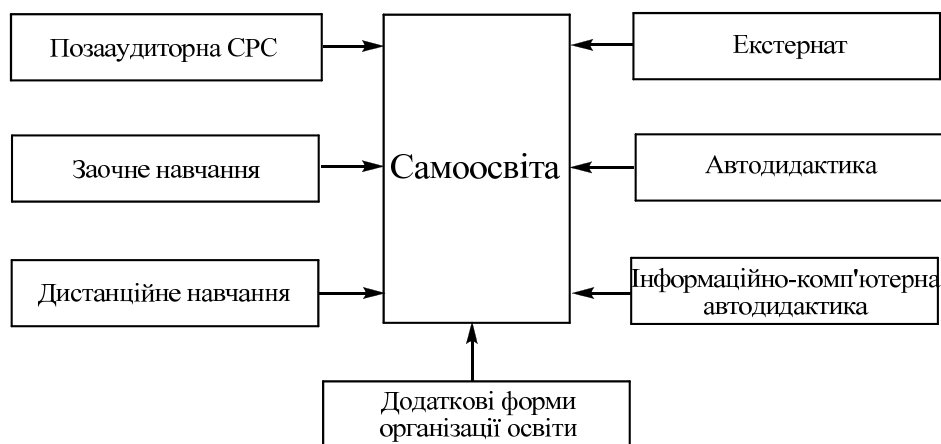 Позааудиторна СРС
Екстернат
Заочне навчання
Самоосвіта
Автодидактика
Дистанційне навчання
Інформаційно-комп'ютерна
автодидактика
Додаткові форми
організації освіти